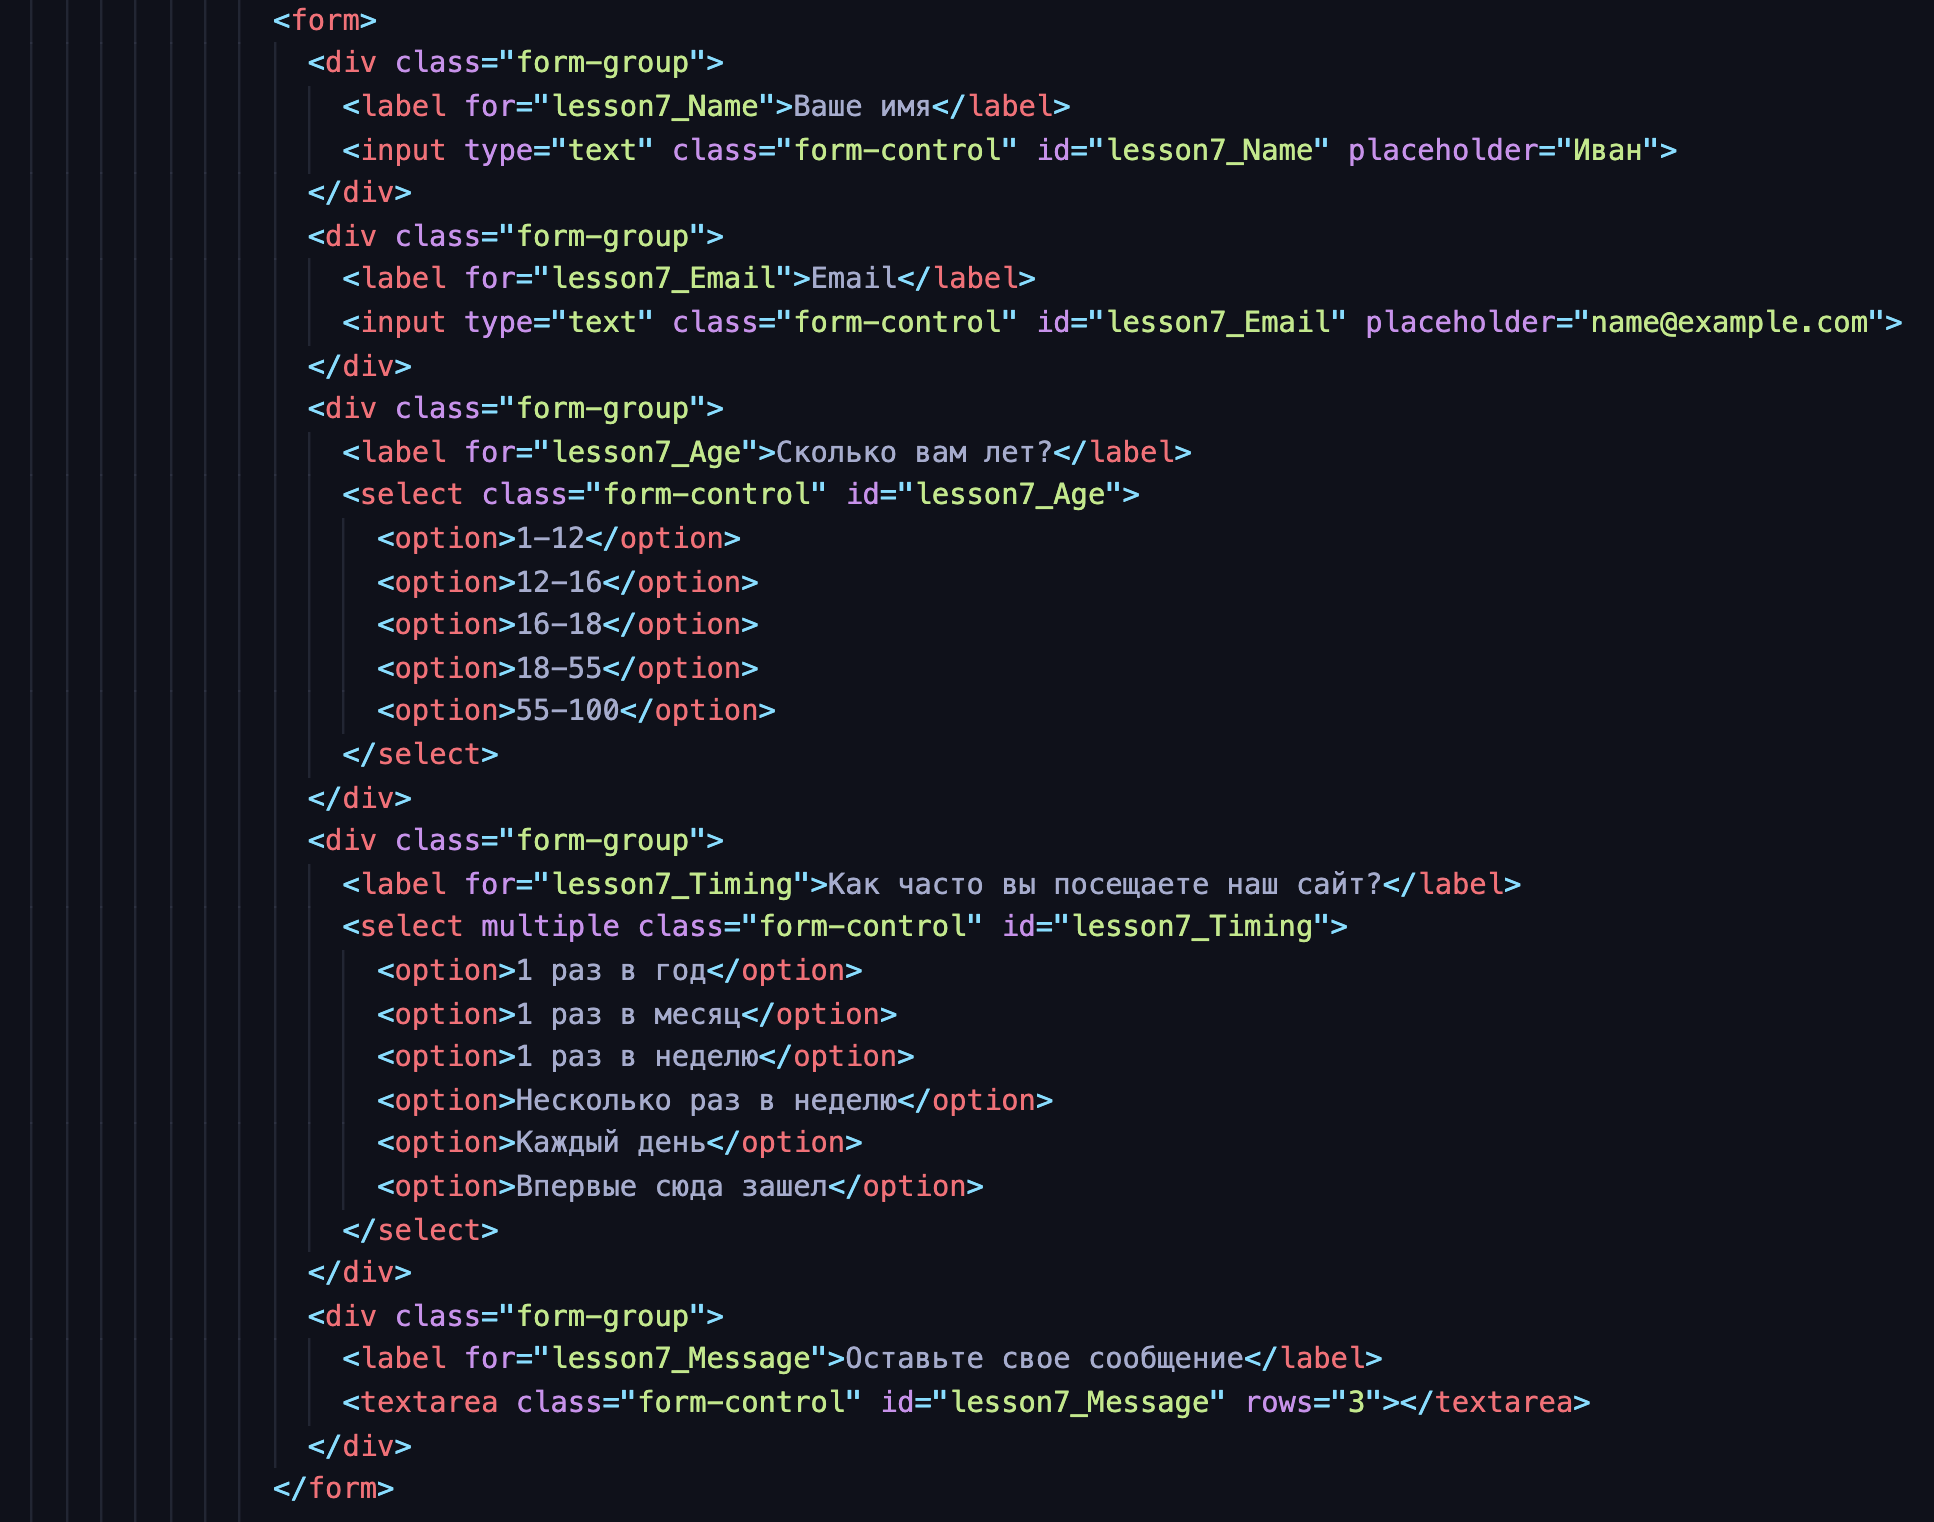 <form>
<div class="form-group">
<label for="lesson7_Name">Ваше имя</label>
<input type="text" class="form-control" id="lesson7_Name" placeholder="Иван">
</div>
<div class="form-group">
<label for="lesson7_Email">Email</label>
<input type="text" class="form-control" id="lesson7_Email" placeholder="name@example.com">
</div>
<div class="form-group">
<label for="lesson7_Age">Сколько вам лет?</label>
<select class="form-control" id="lesson7_Age">
<option>1-12</option>
<option>12-16</option>
<option>16-18</option>
<option>18-55</option>
<option>55-100</option>
</select>
</div>
<div class="form-group">
<label for="lesson7_Timing">Как часто вы посещаете наш сайт?</label>
<select multiple class="form-control" id="lesson7_Timing">
<option>1 раз в год</option>
<option>1 раз в месяц</option>
<option>1 раз в неделю</option>
<option>Несколько раз в неделю</option>
<option>Каждый день</option>
<option>Впервые сюда зашел</option>
</select>
</div>
<div class="form-group">
<label for="lesson7_Message">Оставьте свое сообщение</label>
<textarea class="form-control" id="lesson7_Message" rows="3"></textarea>
</div>
</form>